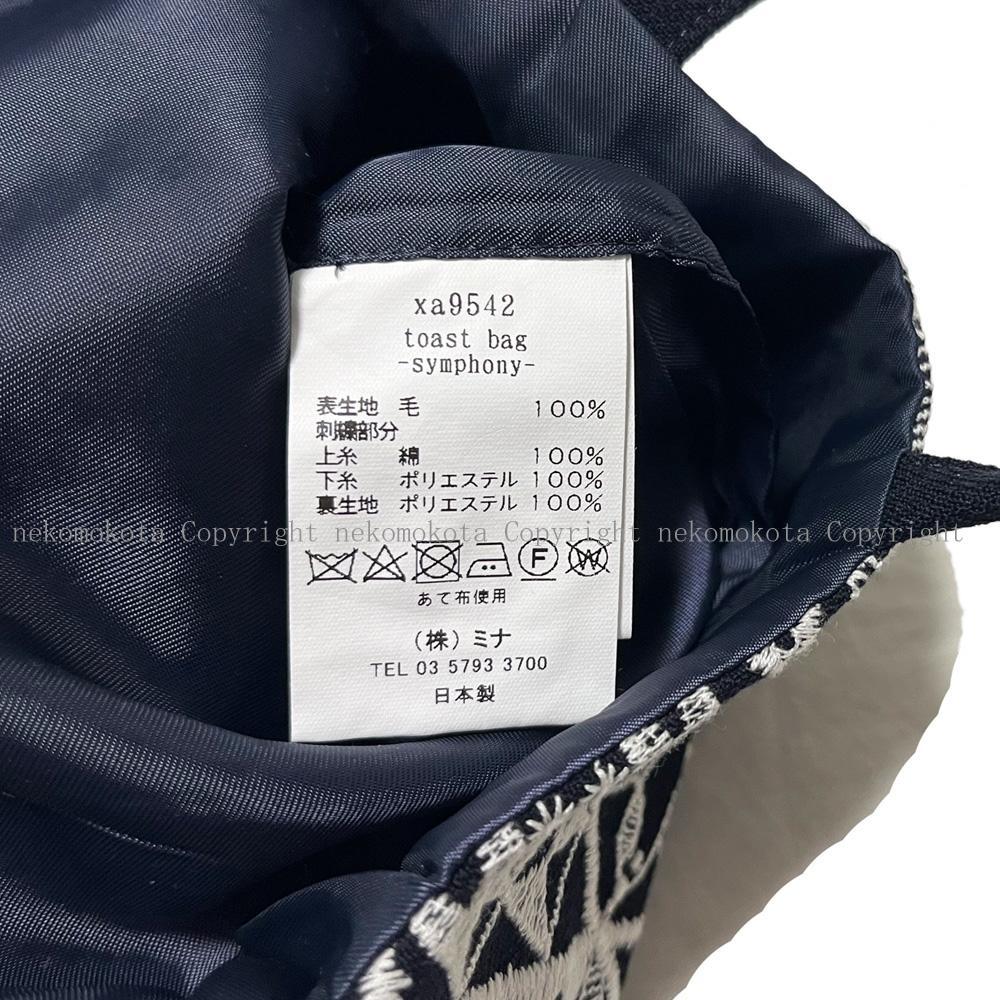 xa9542
toast bag
-symphony-
表生地 毛 100%
刺繍部分
上糸 綿 100%
下糸 ポリエステル 100%
裏生地 ポリエステル 100%
nekomokota Copyright nekomokota Copyright nekomokota Copyright
F W
あて布使用
(株)ミナ
TEL 03 5793 3700
日本製